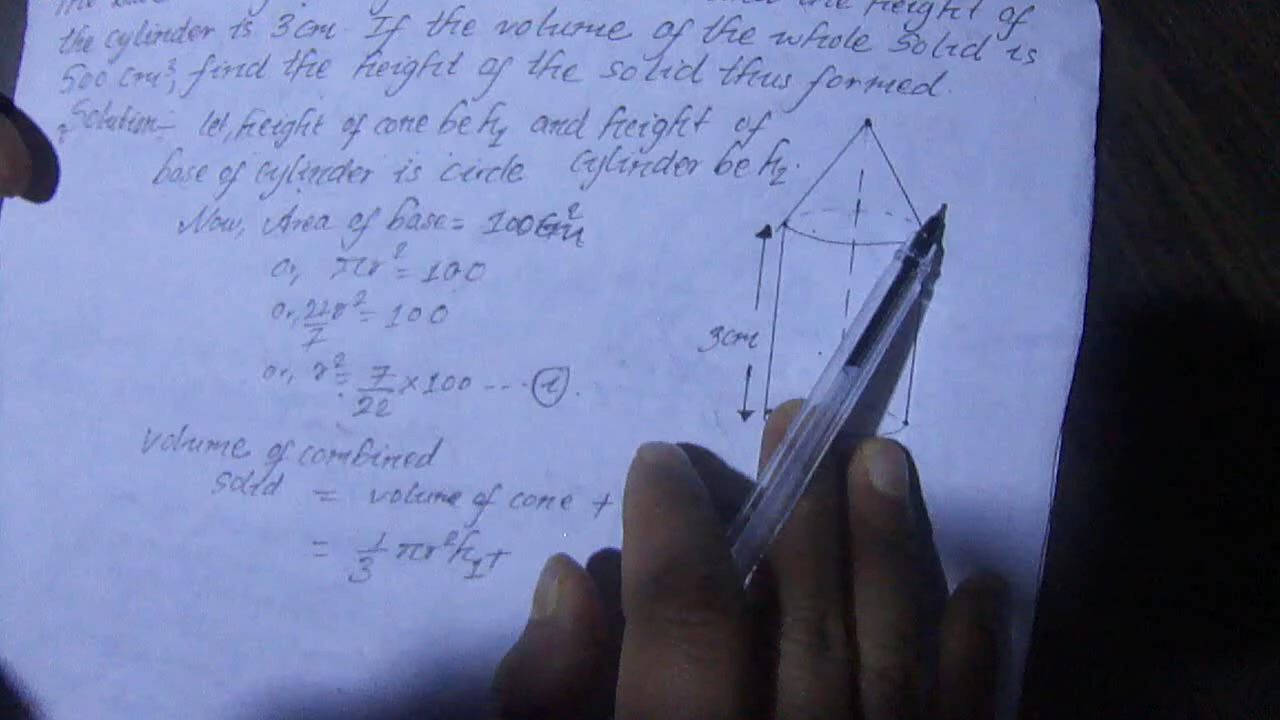 the height of
the cylinder is 3cm. If the volume of the whole solid is
500 cm³, find the height of the solid thus formed.
Solution:- let, height of cone be h₁ and height of
base of cylinder is circle cylinder be h₂.
Now, Area of base = 100cm²
or, πr² = 100
or, 22/7 r² = 100
or, r² = 7/22 × 100 --- (i).
3cm
volume of combined
solid = volume of cone +
= 1/3 πr²h₁ +